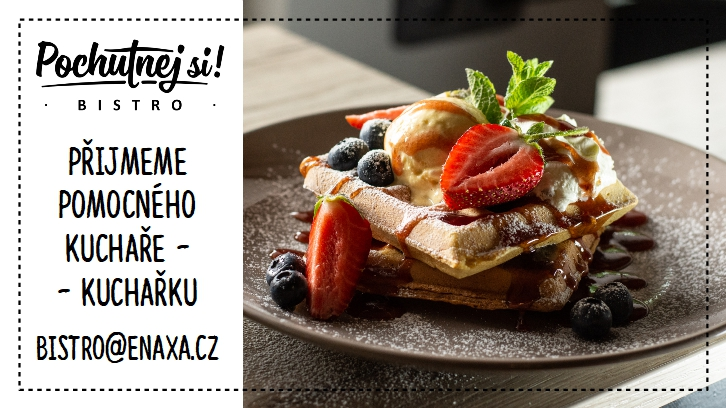 Pochutnej si!
· BISTRO ·
PŘIJMEME
POMOCNÉHO
KUCHAŘE -
- KUCHAŘKU
BISTRO@ENAXA.CZ